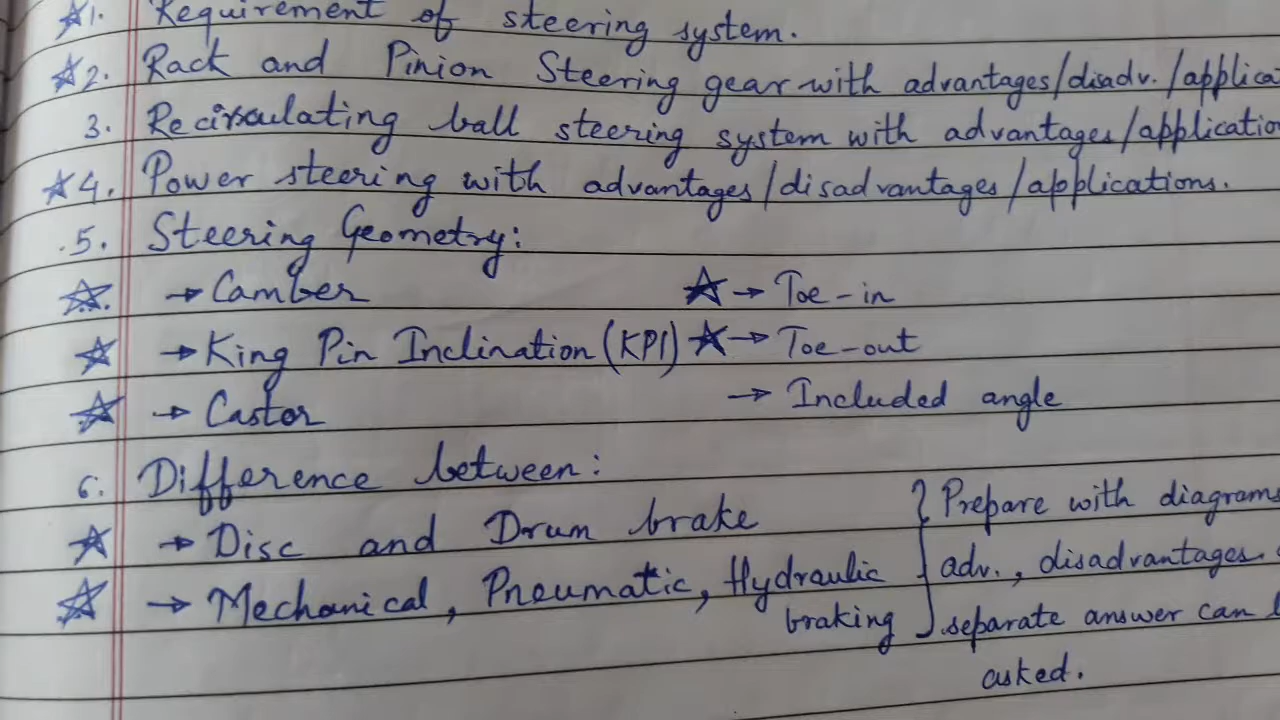 ☆1. Requirement of steering system.
☆2. Rack and Pinion Steering gear with advantages/disadv./applica
3. Recirculating ball steering system with advantages/application
☆4. Power steering with advantages/disadvantages/applications.
5. Steering Geometry:
☆ → Camber ☆ → Toe-in
☆ → King Pin Inclination (KPI) ☆ → Toe-out
☆ → Castor → Included angle
6. Difference between:
☆ → Disc and Drum brake } Prepare with diagrams
☆ → Mechanical, Pneumatic, Hydraulic adv., disadvantages.
braking separate answer can
asked.